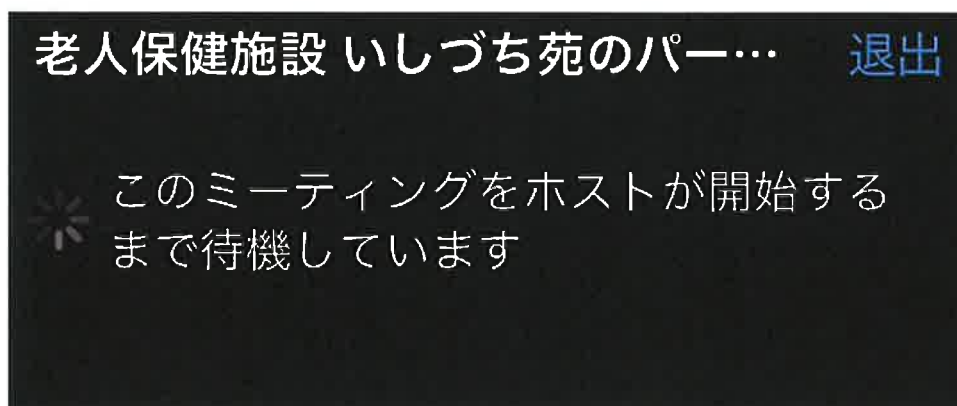 老人保健施設 いしづち苑のパー… 退出
このミーティングをホストが開始する
まで待機しています